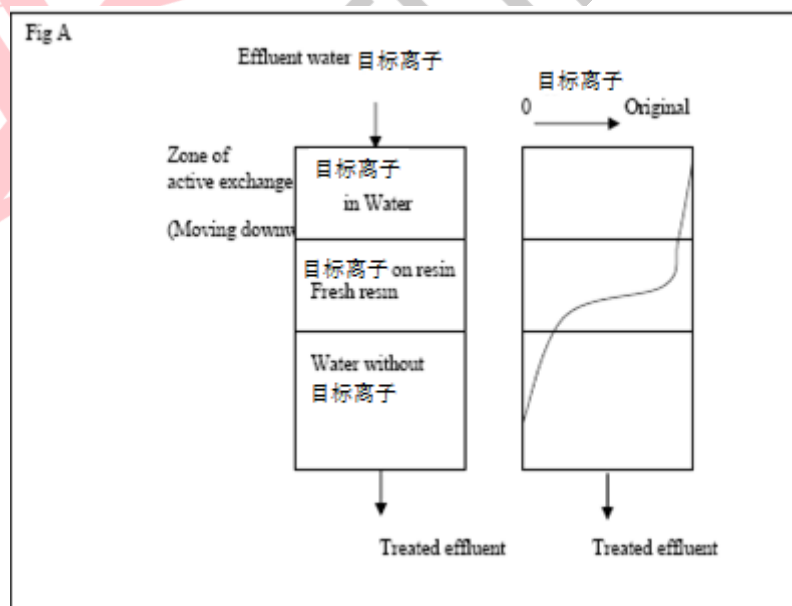 Fig A
Effluent water 目标离子
目标离子
0
Original
Zone of
active exchange
(Moving downw
目标离子
in Water
目标离子 on resin
Fresh resin
Water without
目标离子
Treated effluent
Treated effluent